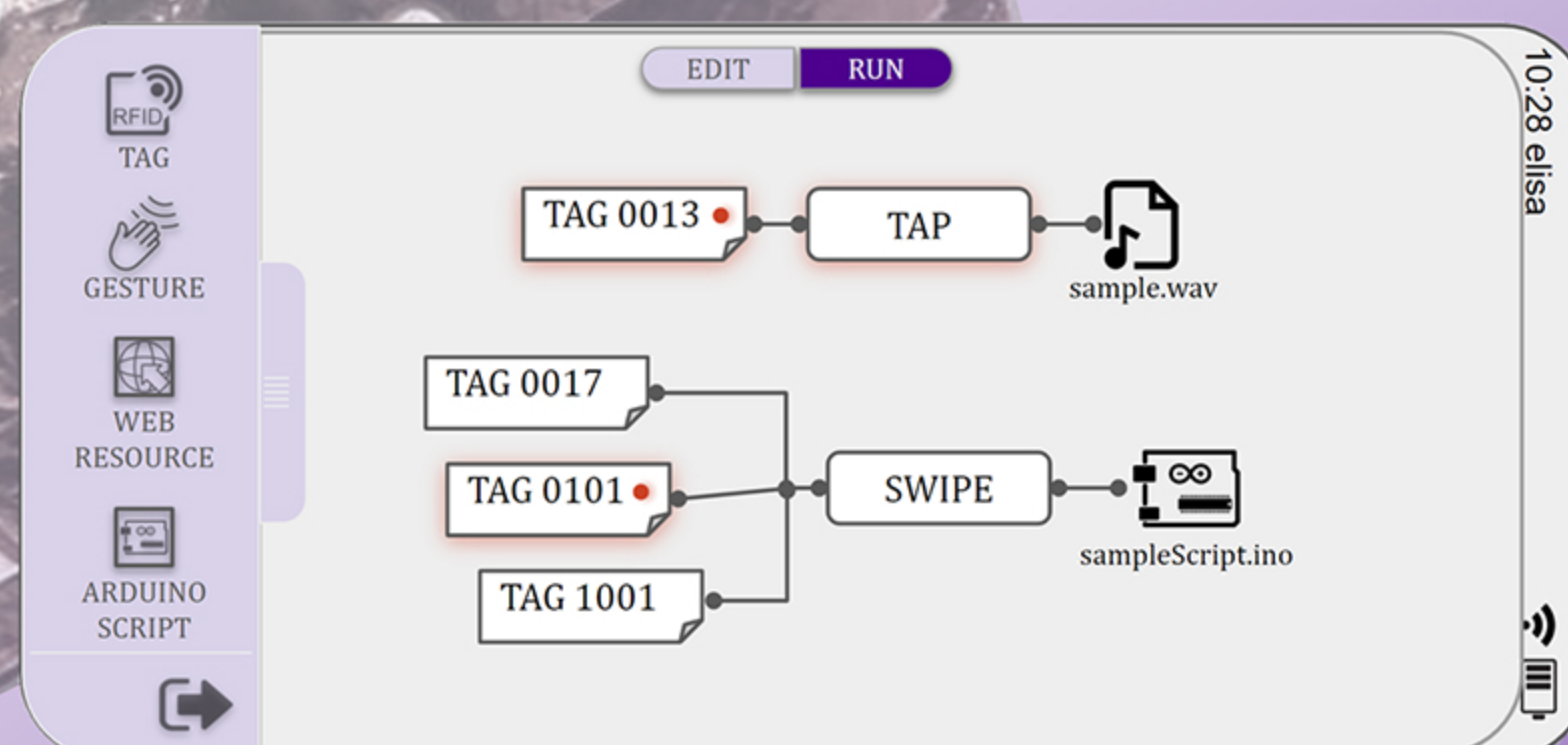 EDIT
RUN
10:28 elisa
RFID
TAG
GESTURE
WEB
RESOURCE
ARDUINO
SCRIPT
TAG 0013
TAP
sample.wav
TAG 0017
TAG 0101
TAG 1001
SWIPE
sampleScript.ino